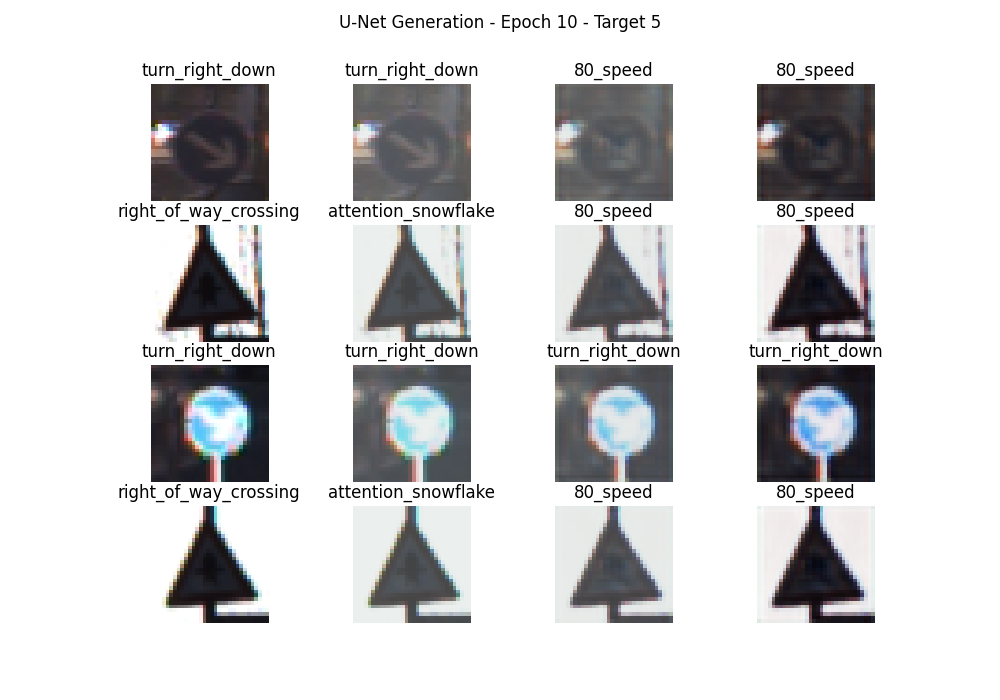 U-Net Generation - Epoch 10 - Target 5
turn_right_down turn_right_down 80_speed 80_speed
right_of_way_crossing attention_snowflake 80_speed 80_speed
turn_right_down turn_right_down turn_right_down turn_right_down
right_of_way_crossing attention_snowflake 80_speed 80_speed